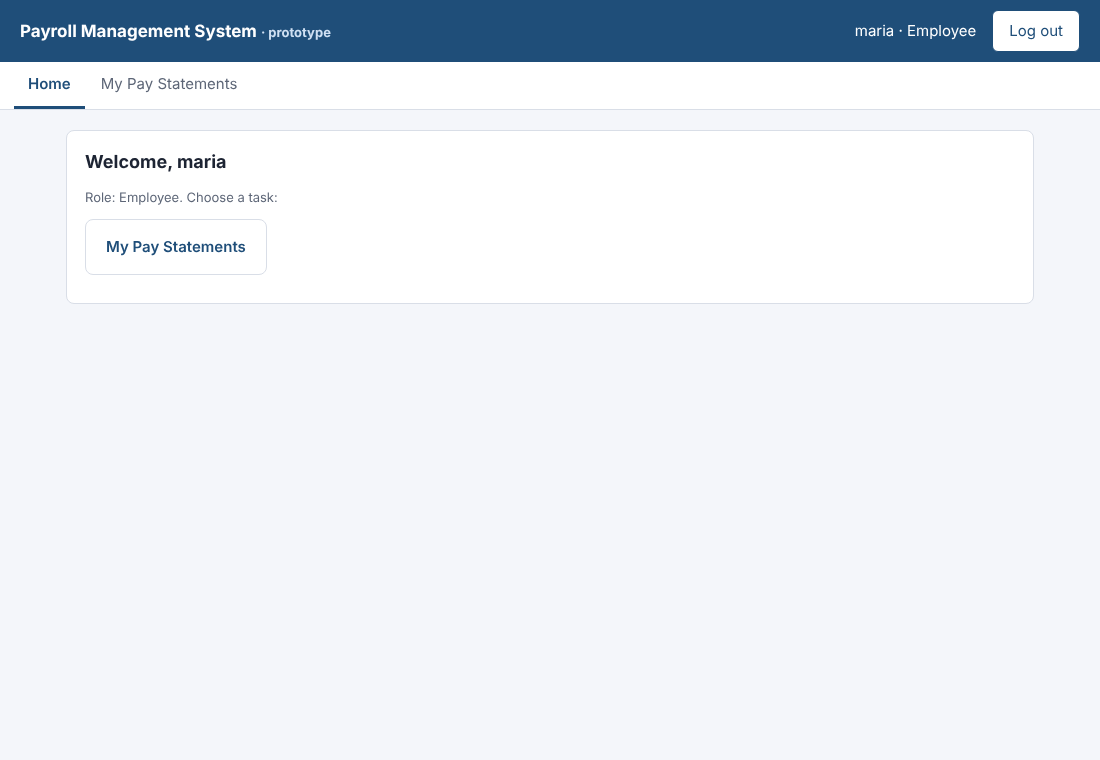 Payroll Management System · prototype
maria · Employee
Log out
Home
My Pay Statements
Welcome, maria
Role: Employee. Choose a task:
My Pay Statements